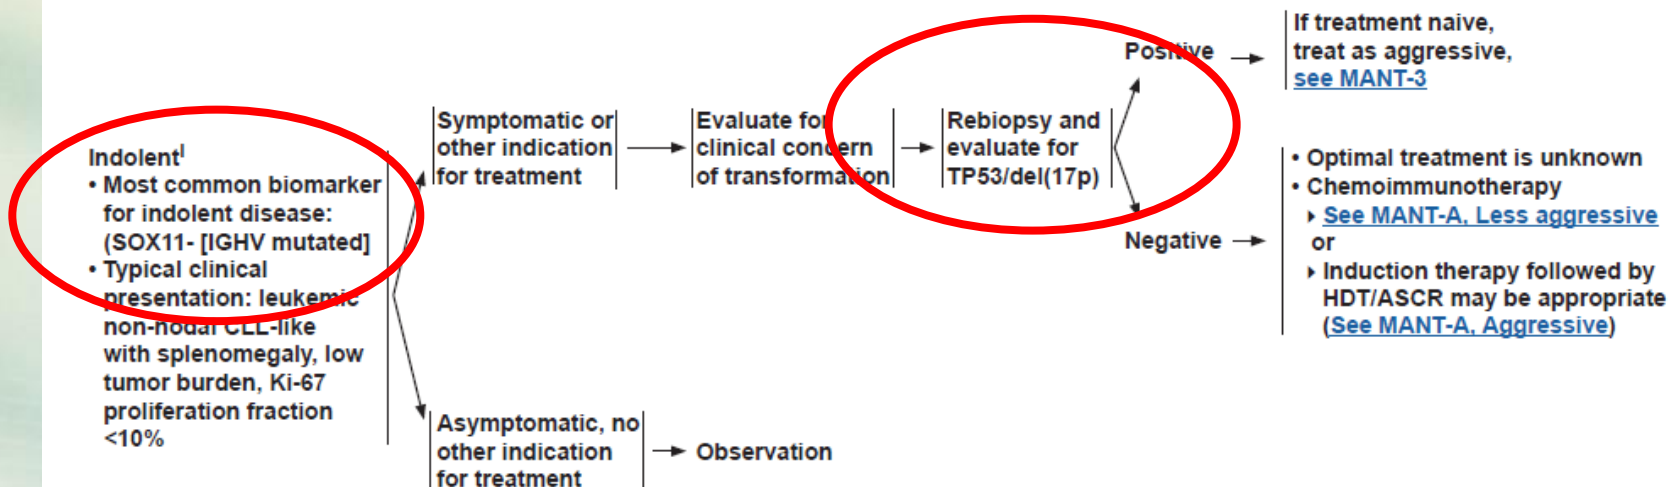 Indolentˡ
• Most common biomarker
for indolent disease:
(SOX11- [IGHV mutated]
• Typical clinical
presentation: leukemic
non-nodal CLL-like
with splenomegaly, low
tumor burden, Ki-67
proliferation fraction
<10%
Symptomatic or
other indication
for treatment
Evaluate for
clinical concern
of transformation
Rebiopsy and
evaluate for
TP53/del(17p)
Positive
If treatment naive,
treat as aggressive,
see MANT-3
Negative
• Optimal treatment is unknown
• Chemoimmunotherapy
▸ See MANT-A, Less aggressive
or
▸ Induction therapy followed by
HDT/ASCR may be appropriate
(See MANT-A, Aggressive)
Asymptomatic, no
other indication
for treatment
Observation